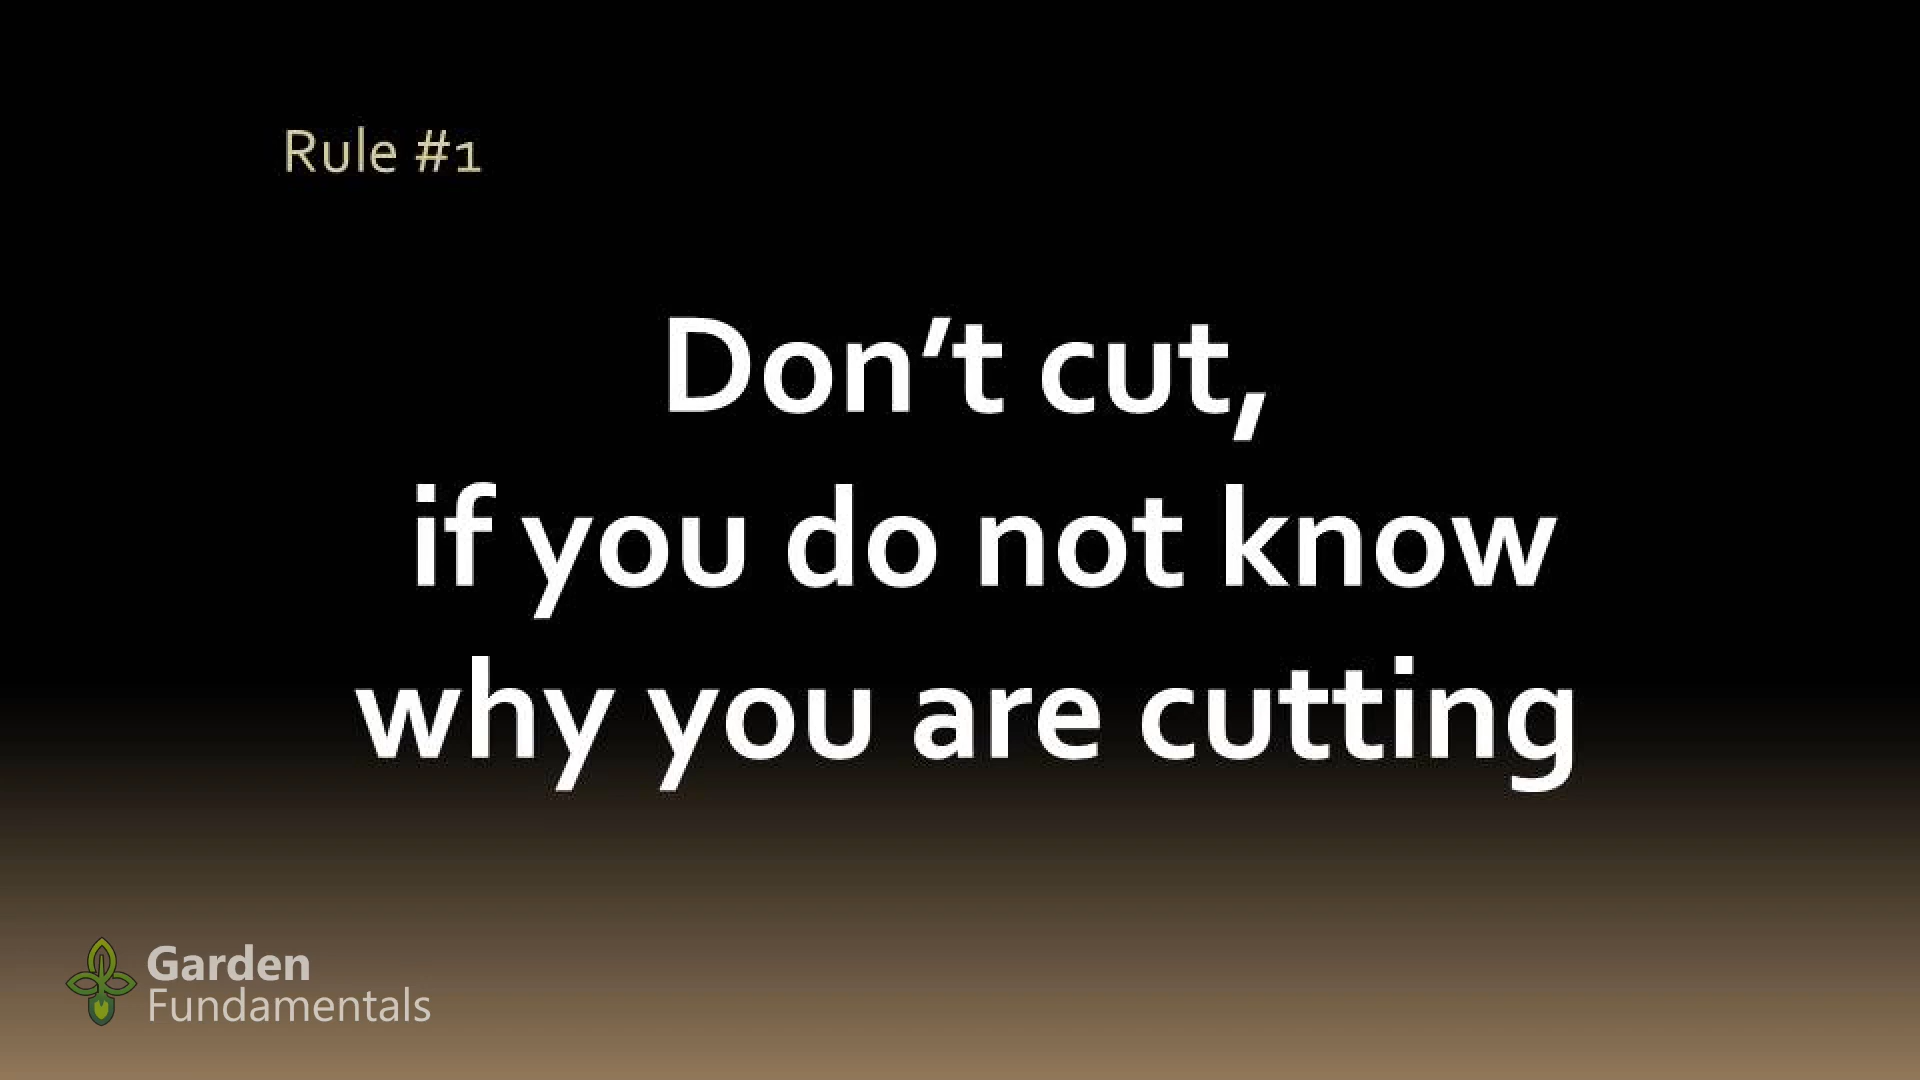 Rule #1
Don’t cut,
if you do not know
why you are cutting
Garden
Fundamentals